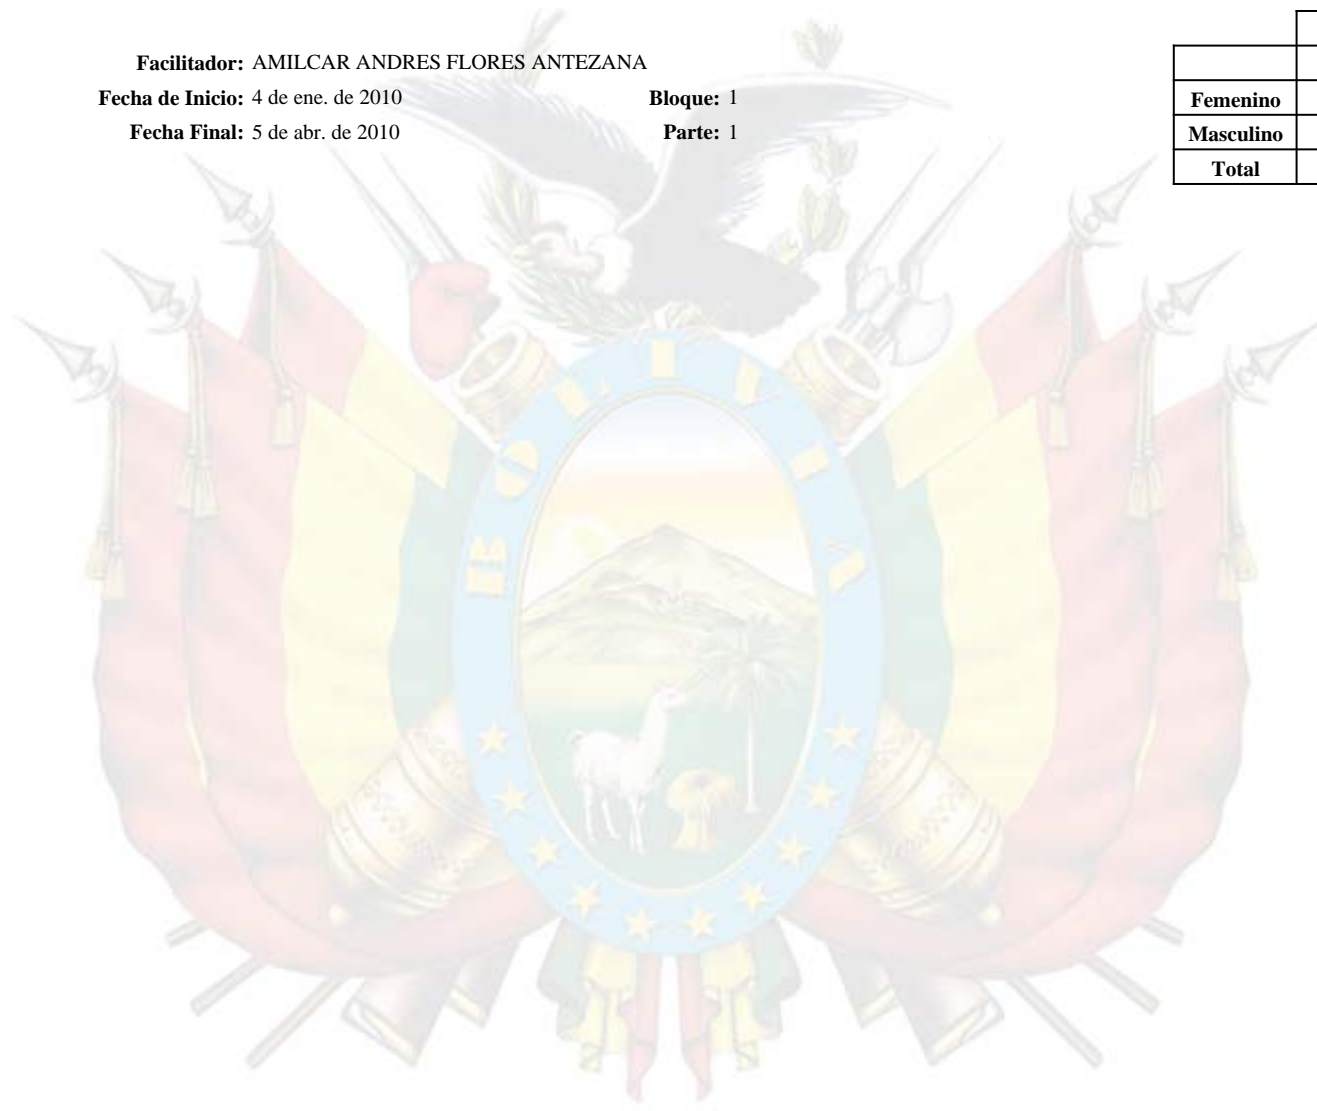 Facilitador: AMILCAR ANDRES FLORES ANTEZANA
Fecha de Inicio: 4 de ene. de 2010 Bloque: 1
Fecha Final: 5 de abr. de 2010 Parte: 1
Femenino
Masculino
Total
BOLIVIA